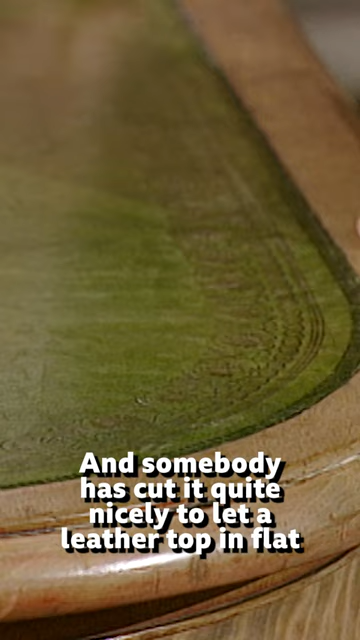 And somebody
has cut it quite
nicely to let a
leather top in flat